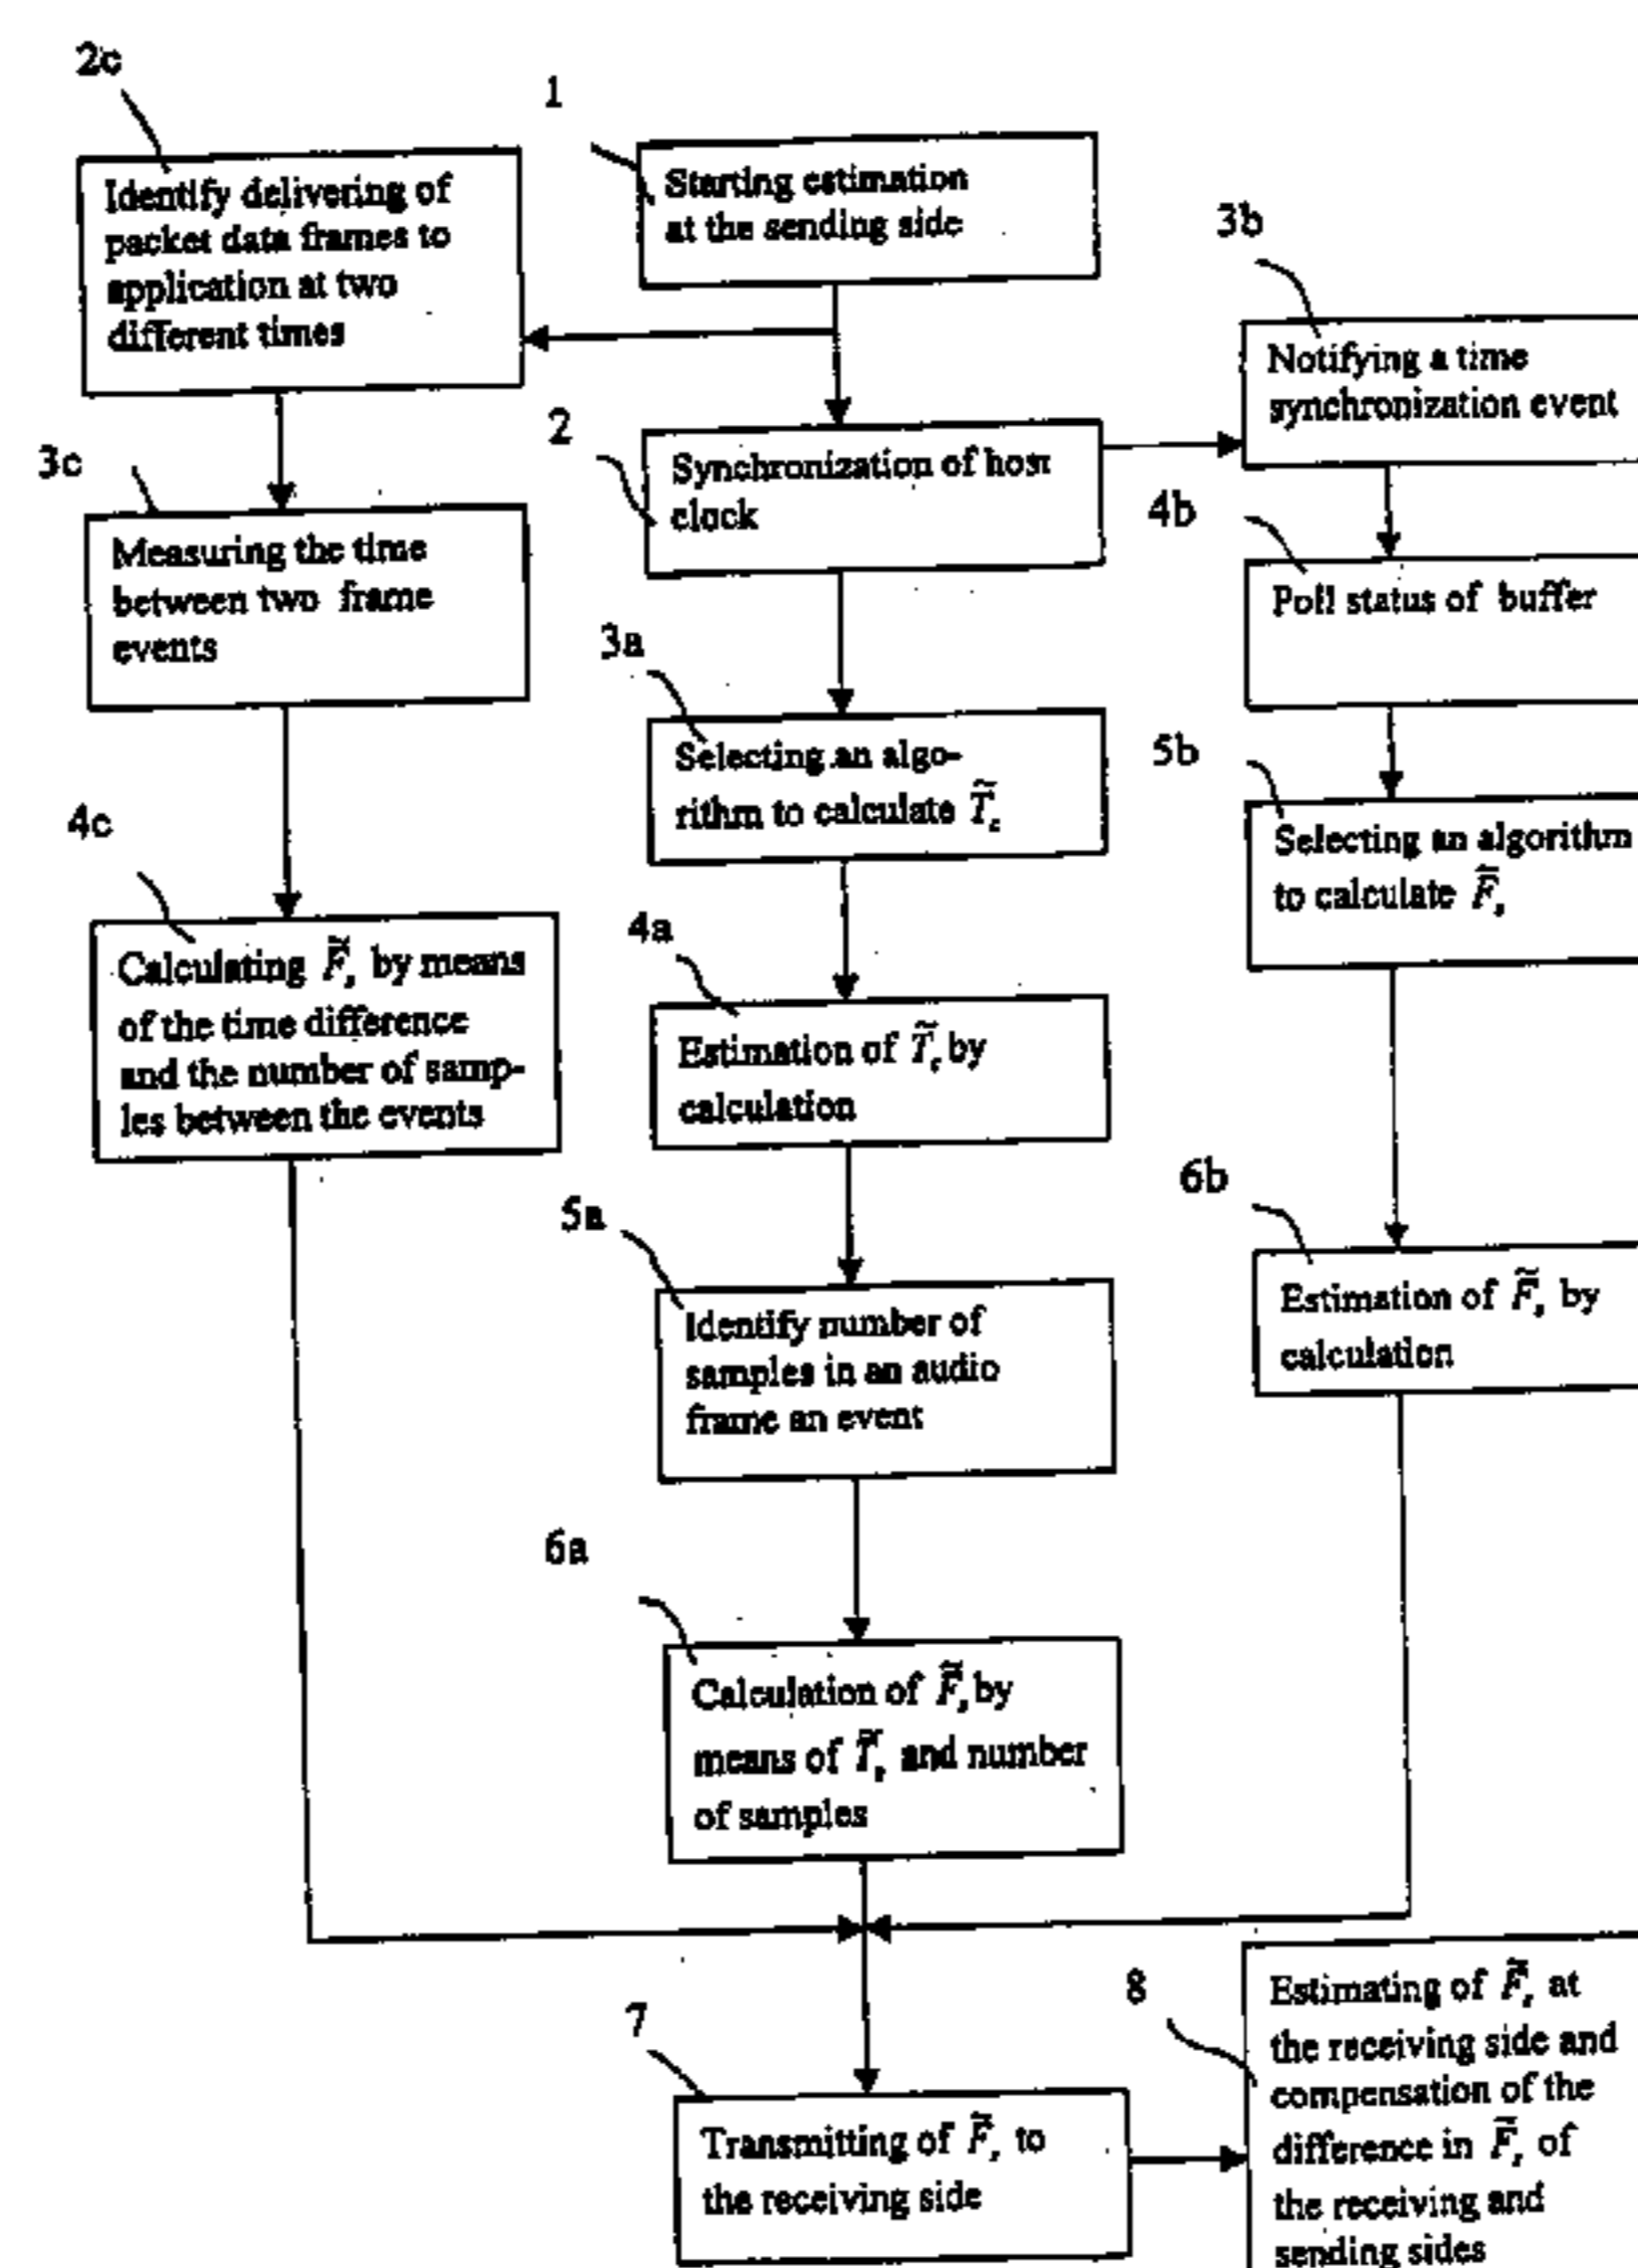 2c
Identify delivering of
packet data frames to
application at two
different times
1
Starting estimation
at the sending side
3b
Notifying a time
synchronization event
2
Synchronization of host
clock
3c
Measuring the time
between two frame
events
4b
Poll status of buffer
3a
Selecting an algo-
rithm to calculate T̃c
5b
Selecting an algorithm
to calculate F̃s
4c
Calculating F̃s by means
of the time difference
and the number of samp-
les between the events
4a
Estimation of T̃c by
calculation
6b
Estimation of F̃s by
calculation
5a
Identify number of
samples in an audio
frame an event
6a
Calculation of F̃s by
means of T̃c and number
of samples
7
Transmitting of F̃s to
the receiving side
8
Estimating of F̃s at
the receiving side and
compensation of the
difference in F̃s of
the receiving and
sending sides